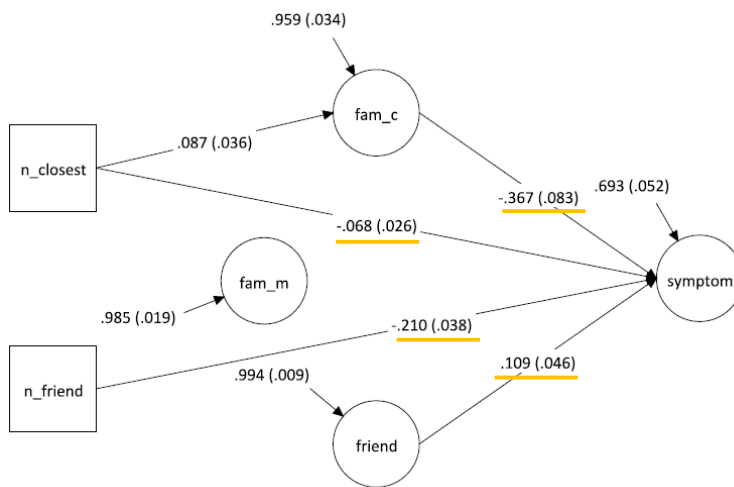 .959 (.034)
fam_c
n_closest
.087 (.036)
-.367 (.083)
.693 (.052)
-.068 (.026)
fam_m
symptom
.985 (.019)
-.210 (.038)
n_friend
.994 (.009)
.109 (.046)
friend